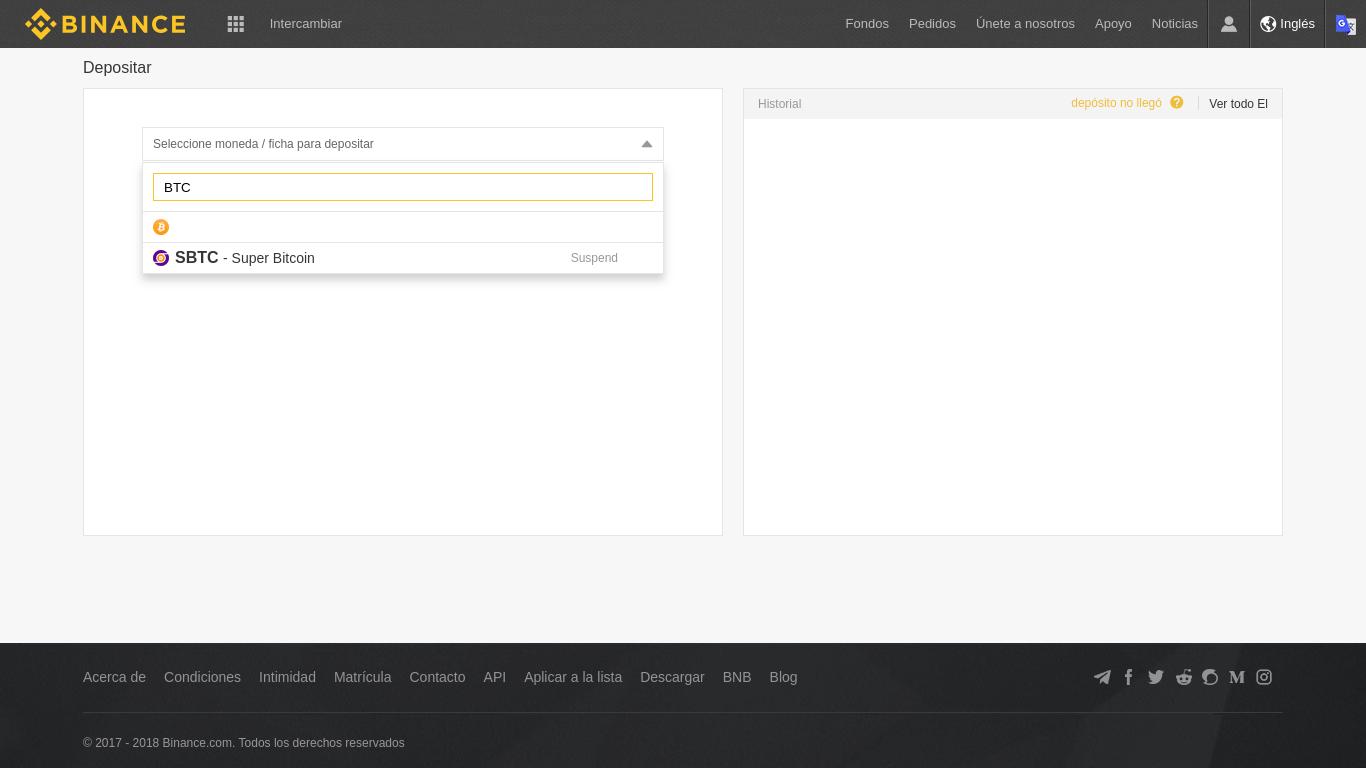 BINANCE Intercambiar Fondos Pedidos Únete a nosotros Apoyo Noticias Inglés
Depositar
Seleccione moneda / ficha para depositar
BTC
SBTC - Super Bitcoin Suspend
Historial depósito no llegó ? Ver todo El
Acerca de Condiciones Intimidad Matrícula Contacto API Aplicar a la lista Descargar BNB Blog
© 2017 - 2018 Binance.com. Todos los derechos reservados